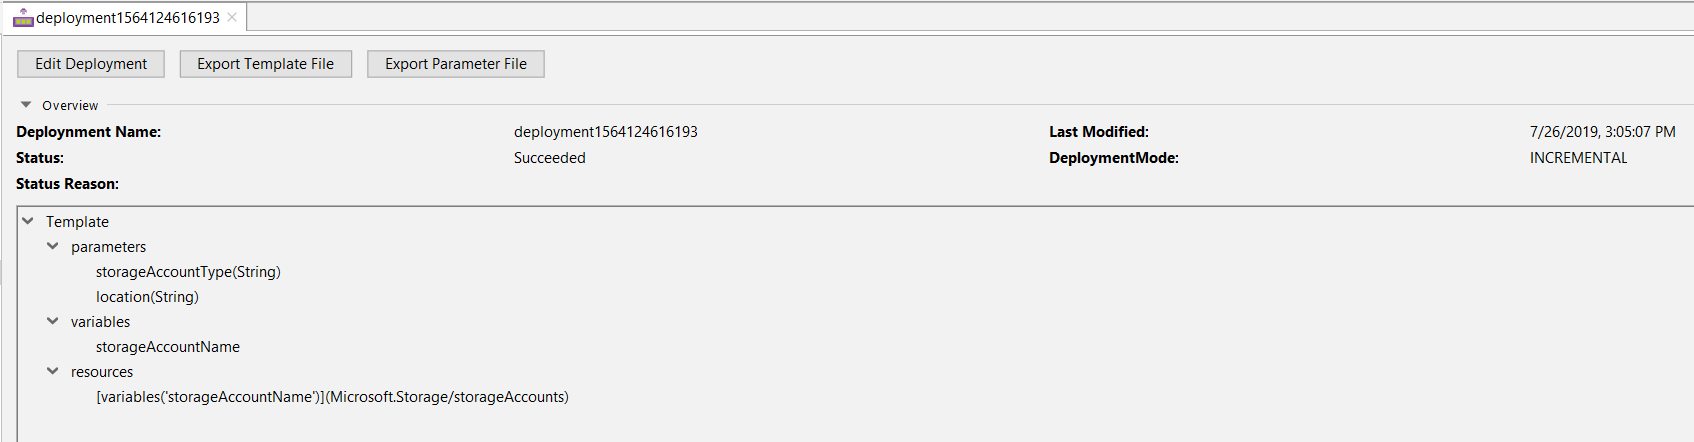 deployment1564124616193
Edit Deployment Export Template File Export Parameter File
Overview
Deploynment Name: deployment1564124616193 Last Modified: 7/26/2019, 3:05:07 PM
Status: Succeeded DeploymentMode: INCREMENTAL
Status Reason:
Template
parameters
storageAccountType(String)
location(String)
variables
storageAccountName
resources
[variables('storageAccountName')](Microsoft.Storage/storageAccounts)